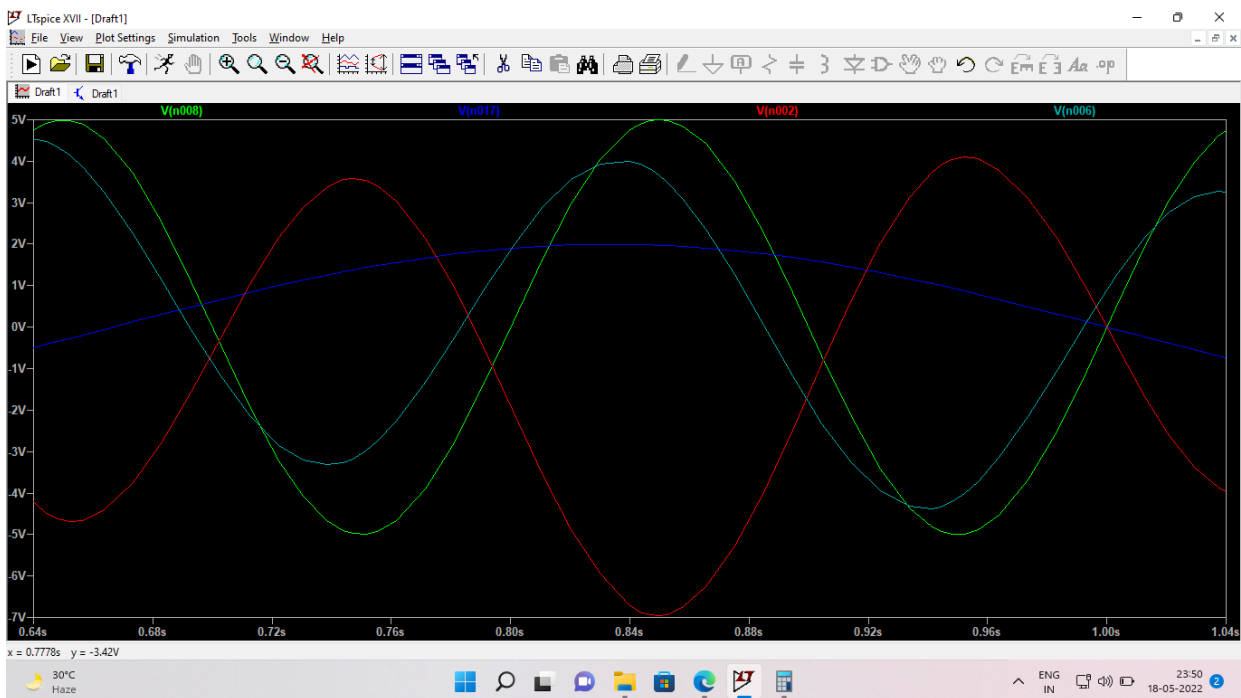 LTspice XVII - [Draft1]
File View Plot Settings Simulation Tools Window Help
Draft1 Draft1
V(n008) V(n017) V(n002) V(n006)
5V
4V
3V
2V
1V
0V
-1V
-2V
-3V
-4V
-5V
-6V
-7V
0.64s 0.68s 0.72s 0.76s 0.80s 0.84s 0.88s 0.92s 0.96s 1.00s 1.04s
x = 0.7778s y = -3.42V
30°C
Haze
ENG
IN
23:50
18-05-2022
2